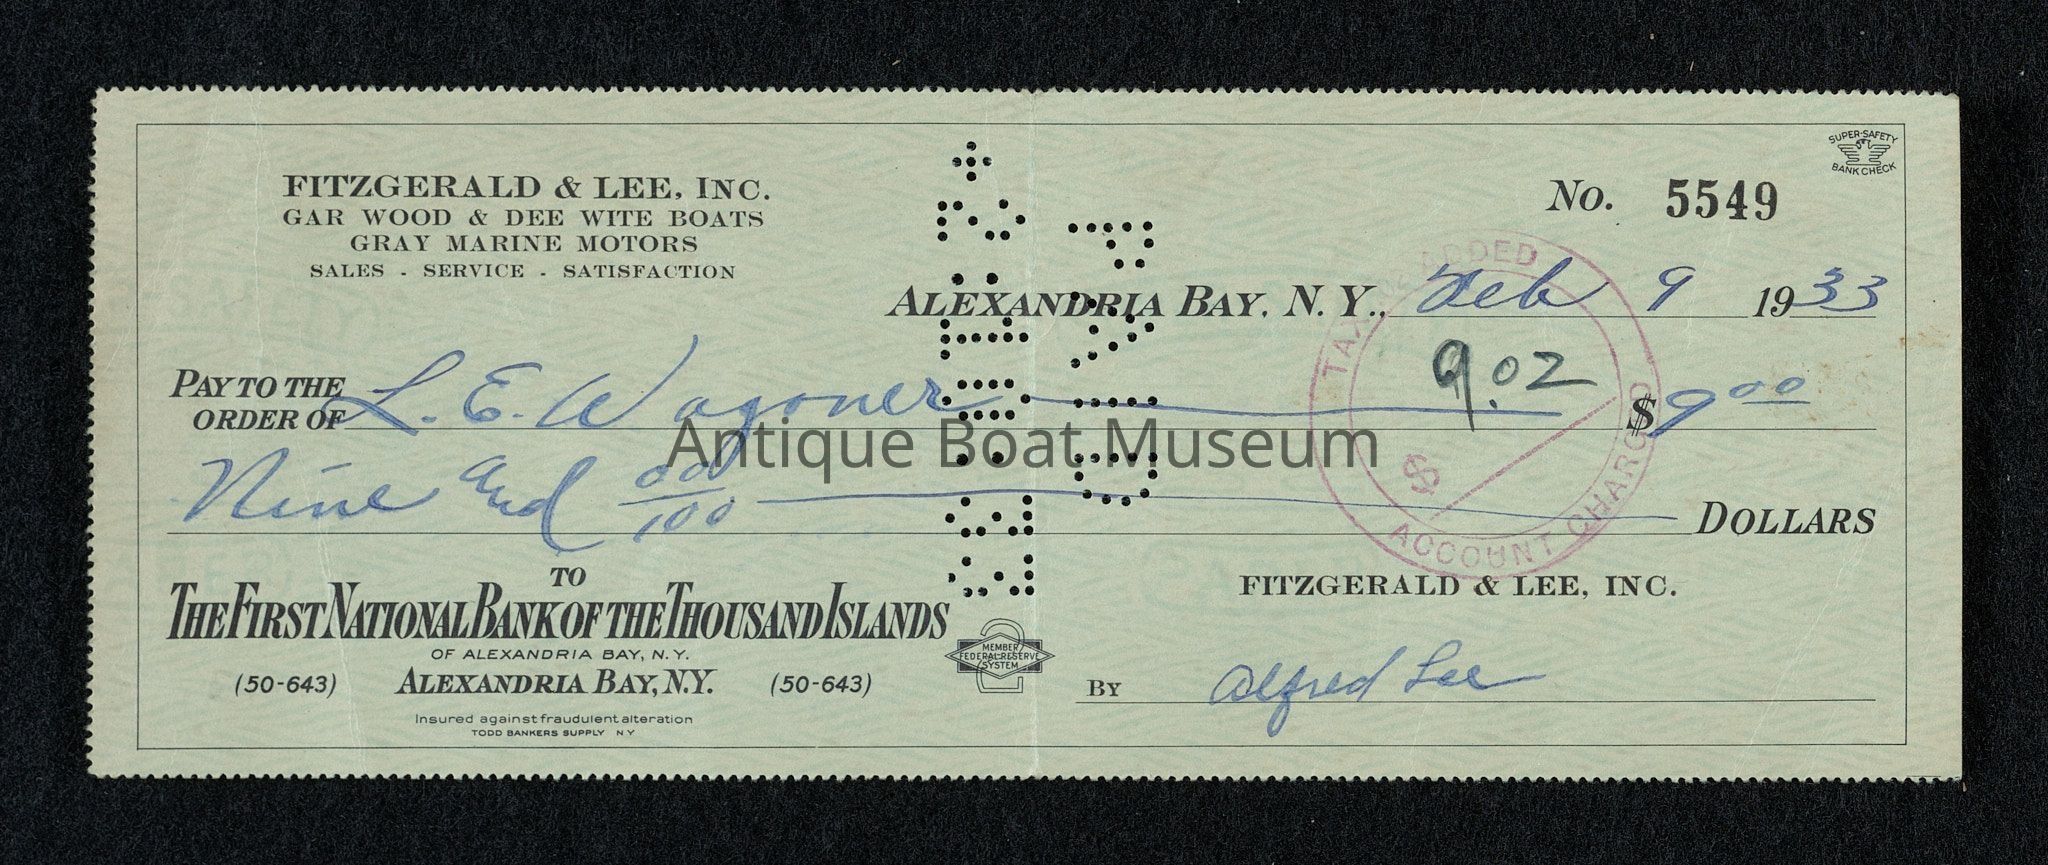 SUPER-SAFETY
BANK CHECK
FITZGERALD & LEE, INC.
GAR WOOD & DEE WITE BOATS
GRAY MARINE MOTORS
SALES - SERVICE - SATISFACTION
No. 5549
ALEXANDRIA BAY, N. Y., Feb 9 1933
TAX ADDED
9.02
PAY TO THE
ORDER OF L. E. Wagoner $ 9 00
Antique Boat Museum
PAID
Nine and 00/100 DOLLARS
$
ACCOUNT CHARGED
TO
THE FIRST NATIONAL BANK OF THE THOUSAND ISLANDS
OF ALEXANDRIA BAY, N.Y.
(50-643) ALEXANDRIA BAY, N.Y. (50-643)
Insured against fraudulent alteration
TODD BANKERS SUPPLY N Y
MEMBER
FEDERAL RESERVE
SYSTEM
FITZGERALD & LEE, INC.
BY Alfred Lee